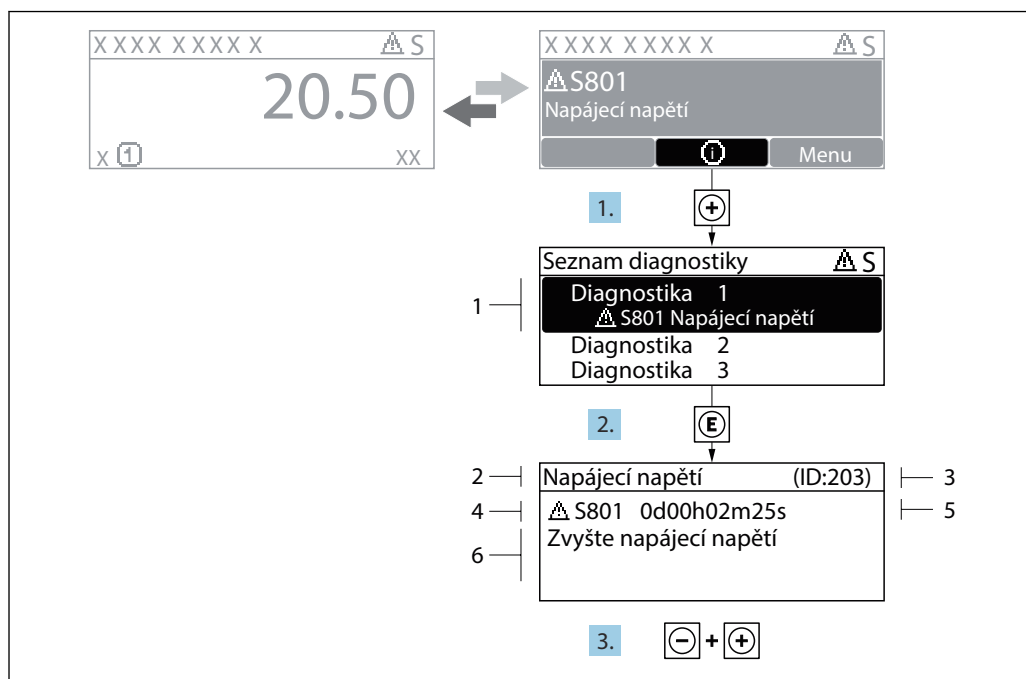 X XXXX XXXX X S
20.50
X 1 XX
X XXXX XXXX X S
S801
Napájecí napětí
i Menu
1. +
Seznam diagnostiky S
1 Diagnostika 1
S801 Napájecí napětí
Diagnostika 2
Diagnostika 3
2. E
2 Napájecí napětí (ID:203) 3
4 S801 0d00h02m25s 5
6 Zvyšte napájecí napětí
3. - + +